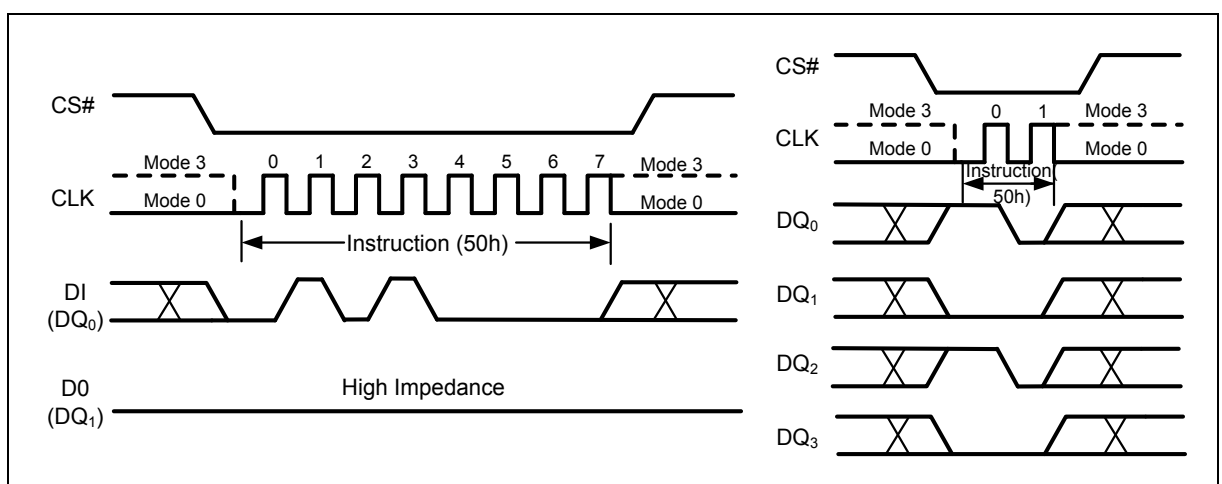 CS#
Mode 3 0 1 2 3 4 5 6 7 Mode 3
CLK
Mode 0 Mode 0
Instruction (50h)
DI
(DQ0)
High Impedance
D0
(DQ1)
CS#
Mode 3 0 1 Mode 3
CLK
Mode 0 Mode 0
Instruction(
50h)
DQ0
DQ1
DQ2
DQ3